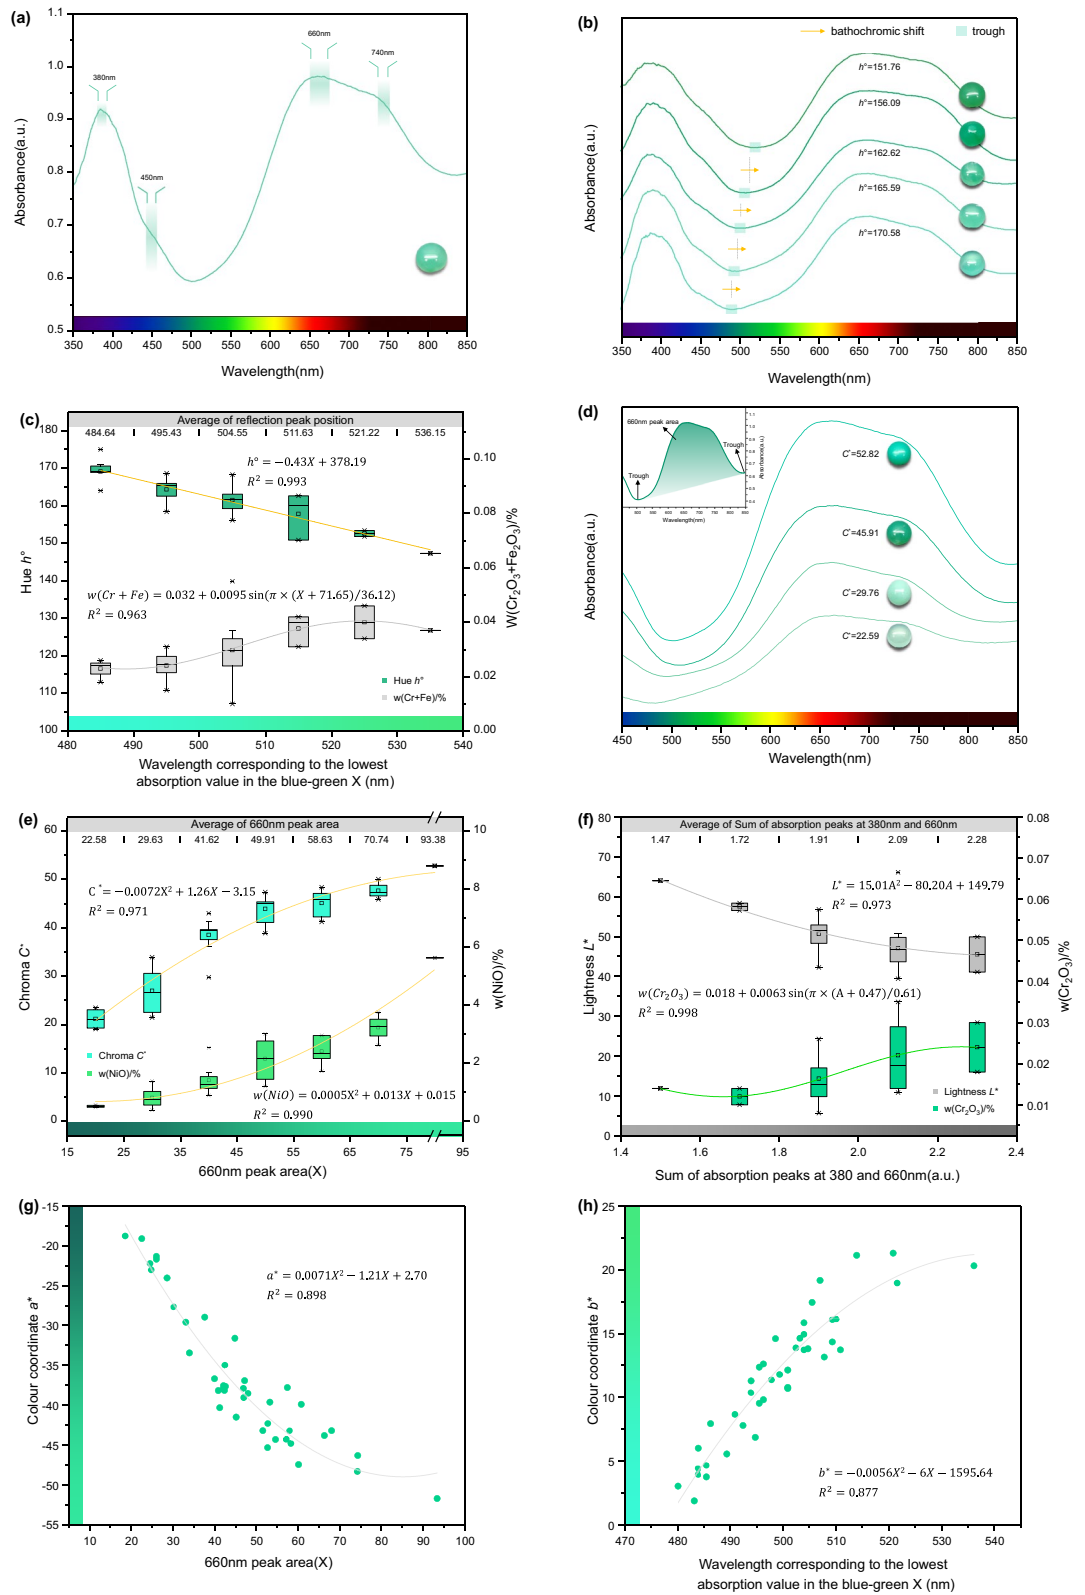 (a)
1.1
1.0
0.9
0.8
0.7
0.6
0.5
Absorbance(a.u.)
380nm
450nm
660nm
740nm
350 400 450 500 550 600 650 700 750 800 850
Wavelength(nm)
(b)
bathochromic shift
trough
h°=151.76
h°=156.09
h°=162.62
h°=165.59
h°=170.58
Absorbance(a.u.)
350 400 450 500 550 600 650 700 750 800 850
Wavelength(nm)
(c)
Average of reflection peak position
484.64 495.43 504.55 511.63 521.22 536.15
180
170
160
150
140
130
120
110
100
Hue h°
h° = −0.43X + 378.19
R² = 0.993
w(Cr + Fe) = 0.032 + 0.0095 sin(π × (X + 71.65)/36.12)
R² = 0.963
Hue h°
w(Cr+Fe)/%
0.10
0.08
0.06
0.04
0.02
0.00
W(Cr₂O₃+Fe₂O₃)/%
480 490 500 510 520 530 540
Wavelength corresponding to the lowest
absorption value in the blue-green X (nm)
(d)
660nm peak area
Trough
Trough
Absorbance(a.u.)
Wavelength(nm)
C*=52.82
C*=45.91
C*=29.76
C*=22.59
Absorbance(a.u.)
450 500 550 600 650 700 750 800 850
Wavelength(nm)
(e)
Average of 660nm peak area
22.58 29.63 41.62 49.91 58.63 70.74 93.38
60
50
40
30
20
10
0
Chroma C*
C* = −0.0072X² + 1.26X − 3.15
R² = 0.971
Chroma C*
w(NiO)/%
w(NiO) = 0.0005X² + 0.013X + 0.015
R² = 0.990
10
8
6
4
2
0
w(NiO)/%
15 25 35 45 55 65 75 95
660nm peak area(X)
(f)
Average of Sum of absorption peaks at 380nm and 660nm
1.47 1.72 1.91 2.09 2.28
80
70
60
50
40
30
20
10
0
Lightness L*
L* = 15.01A² − 80.20A + 149.79
R² = 0.973
w(Cr₂O₃) = 0.018 + 0.0063 sin(π × (A + 0.47)/0.61)
R² = 0.998
Lightness L*
w(Cr₂O₃)/%
0.08
0.07
0.06
0.05
0.04
0.03
0.02
0.01
w(Cr₂O₃)/%
1.4 1.6 1.8 2.0 2.2 2.4
Sum of absorption peaks at 380 and 660nm(a.u.)
(g)
-15
-20
-25
-30
-35
-40
-45
-50
-55
Colour coordinate a*
a* = 0.0071X² − 1.21X + 2.70
R² = 0.898
10 20 30 40 50 60 70 80 90 100
660nm peak area(X)
(h)
25
20
15
10
5
0
Colour coordinate b*
b* = −0.0056X² − 6X − 1595.64
R² = 0.877
470 480 490 500 510 520 530 540
Wavelength corresponding to the lowest
absorption value in the blue-green X (nm)